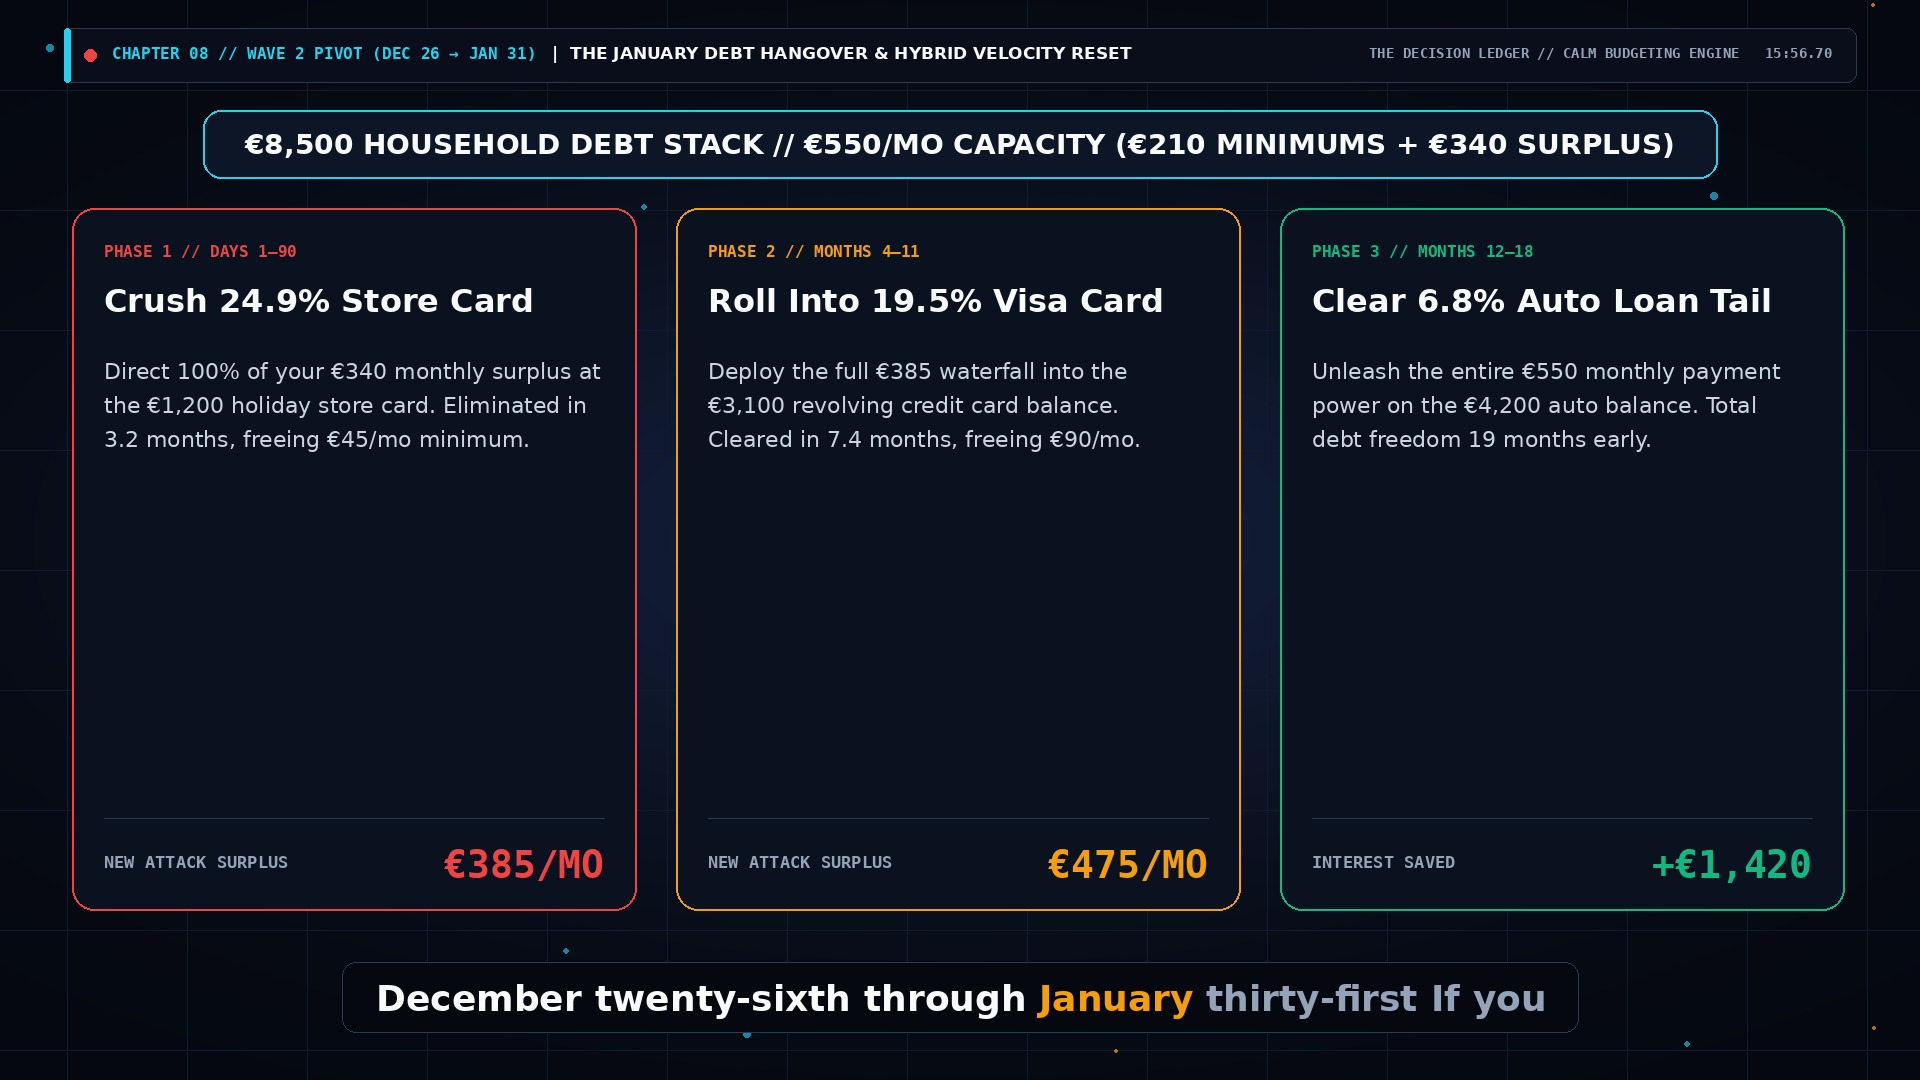 CHAPTER 08 // WAVE 2 PIVOT (DEC 26 → JAN 31) | THE JANUARY DEBT HANGOVER & HYBRID VELOCITY RESET
THE DECISION LEDGER // CALM BUDGETING ENGINE 15:56.70
€8,500 HOUSEHOLD DEBT STACK // €550/MO CAPACITY (€210 MINIMUMS + €340 SURPLUS)
PHASE 1 // DAYS 1–90
Crush 24.9% Store Card
Direct 100% of your €340 monthly surplus at
the €1,200 holiday store card. Eliminated in
3.2 months, freeing €45/mo minimum.
NEW ATTACK SURPLUS €385/MO
PHASE 2 // MONTHS 4–11
Roll Into 19.5% Visa Card
Deploy the full €385 waterfall into the
€3,100 revolving credit card balance.
Cleared in 7.4 months, freeing €90/mo.
NEW ATTACK SURPLUS €475/MO
PHASE 3 // MONTHS 12–18
Clear 6.8% Auto Loan Tail
Unleash the entire €550 monthly payment
power on the €4,200 auto balance. Total
debt freedom 19 months early.
INTEREST SAVED +€1,420
December twenty-sixth through January thirty-first If you